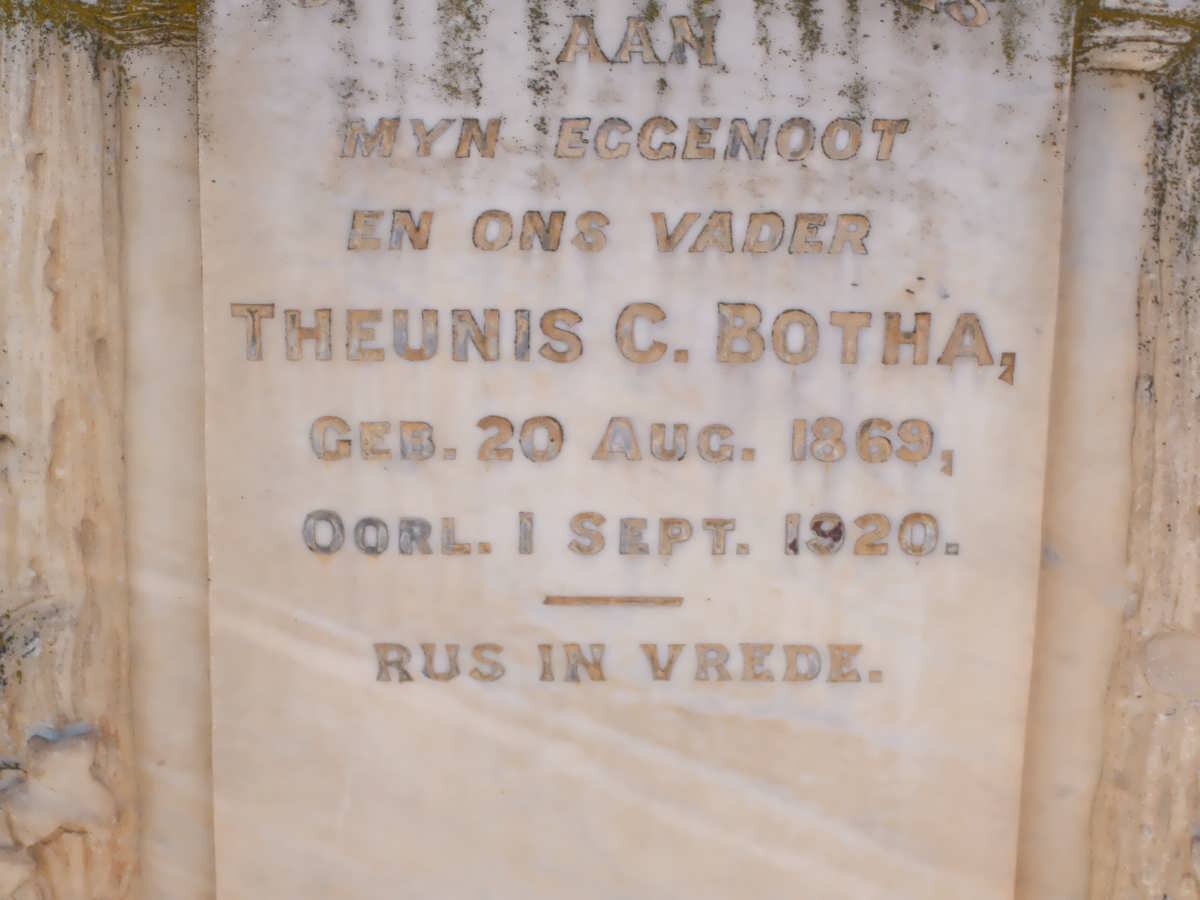 AAN
MYN EGGENOOT
EN ONS VADER
THEUNIS C. BOTHA,
GEB. 20 AUG. 1869,
OORL. 1 SEPT. 1920.
RUS IN VREDE.